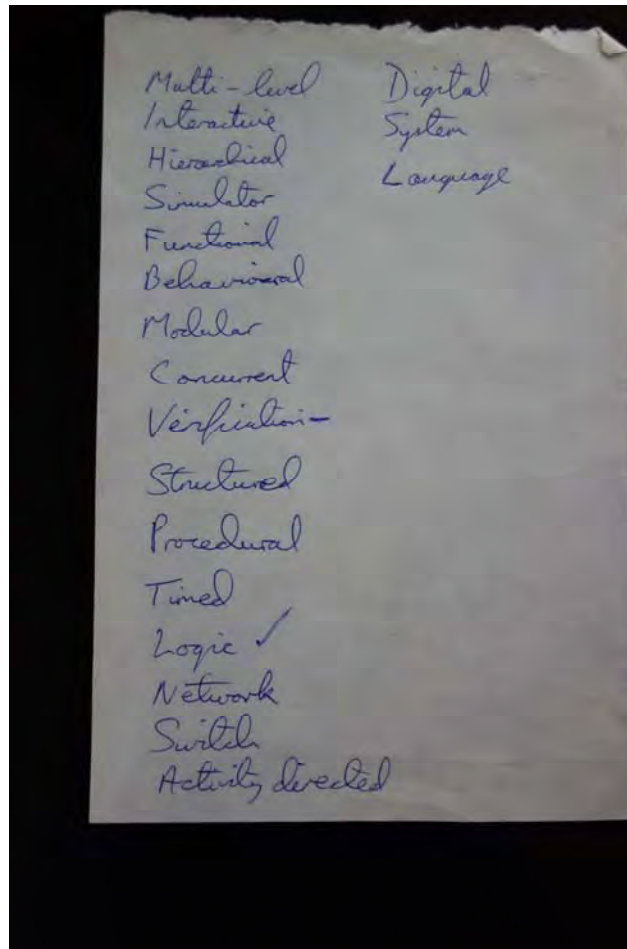 Multi-level
Interactive
Hierarchical
Simulator
Functional
Behavioral
Modular
Concurrent
Verification-
Structured
Procedural
Timed
Logic ✓
Network
Switch
Activity directed
Digital
System
Language